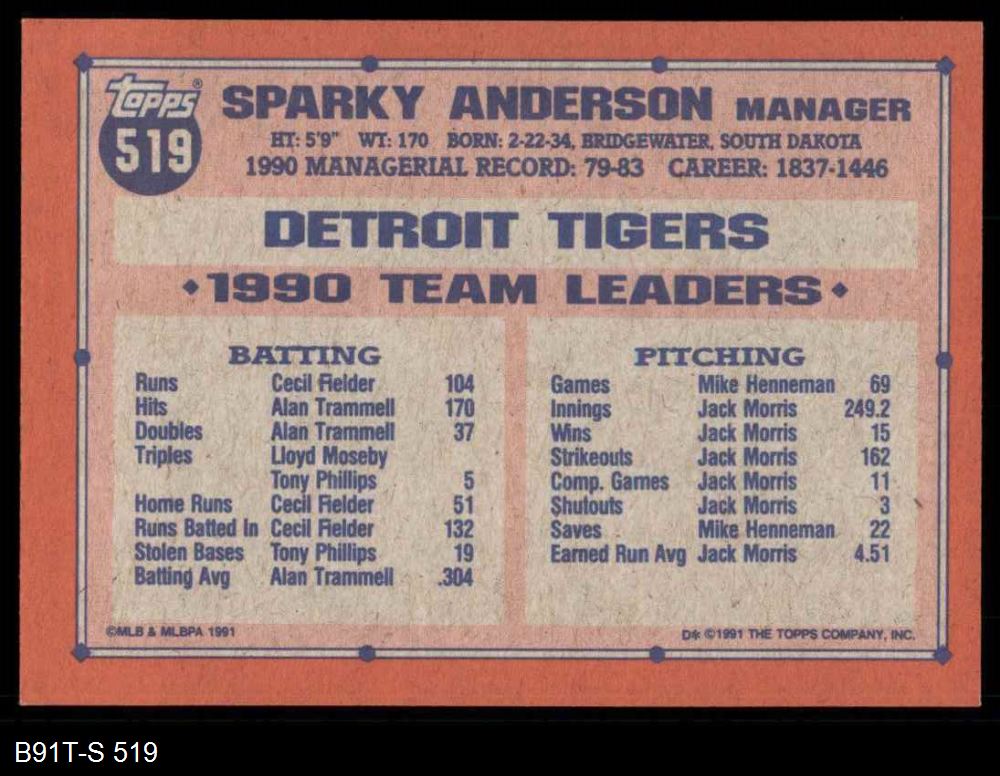 topps®
519
SPARKY ANDERSON MANAGER
HT: 5'9" WT: 170 BORN: 2-22-34, BRIDGEWATER, SOUTH DAKOTA
1990 MANAGERIAL RECORD: 79-83 CAREER: 1837-1446
DETROIT TIGERS
◆1990 TEAM LEADERS◆
BATTING
Runs Cecil Fielder 104
Hits Alan Trammell 170
Doubles Alan Trammell 37
Triples Lloyd Moseby
Tony Phillips 5
Home Runs Cecil Fielder 51
Runs Batted In Cecil Fielder 132
Stolen Bases Tony Phillips 19
Batting Avg Alan Trammell .304
PITCHING
Games Mike Henneman 69
Innings Jack Morris 249.2
Wins Jack Morris 15
Strikeouts Jack Morris 162
Comp. Games Jack Morris 11
Shutouts Jack Morris 3
Saves Mike Henneman 22
Earned Run Avg Jack Morris 4.51
©MLB & MLBPA 1991
D* ©1991 THE TOPPS COMPANY, INC.
B91T-S 519